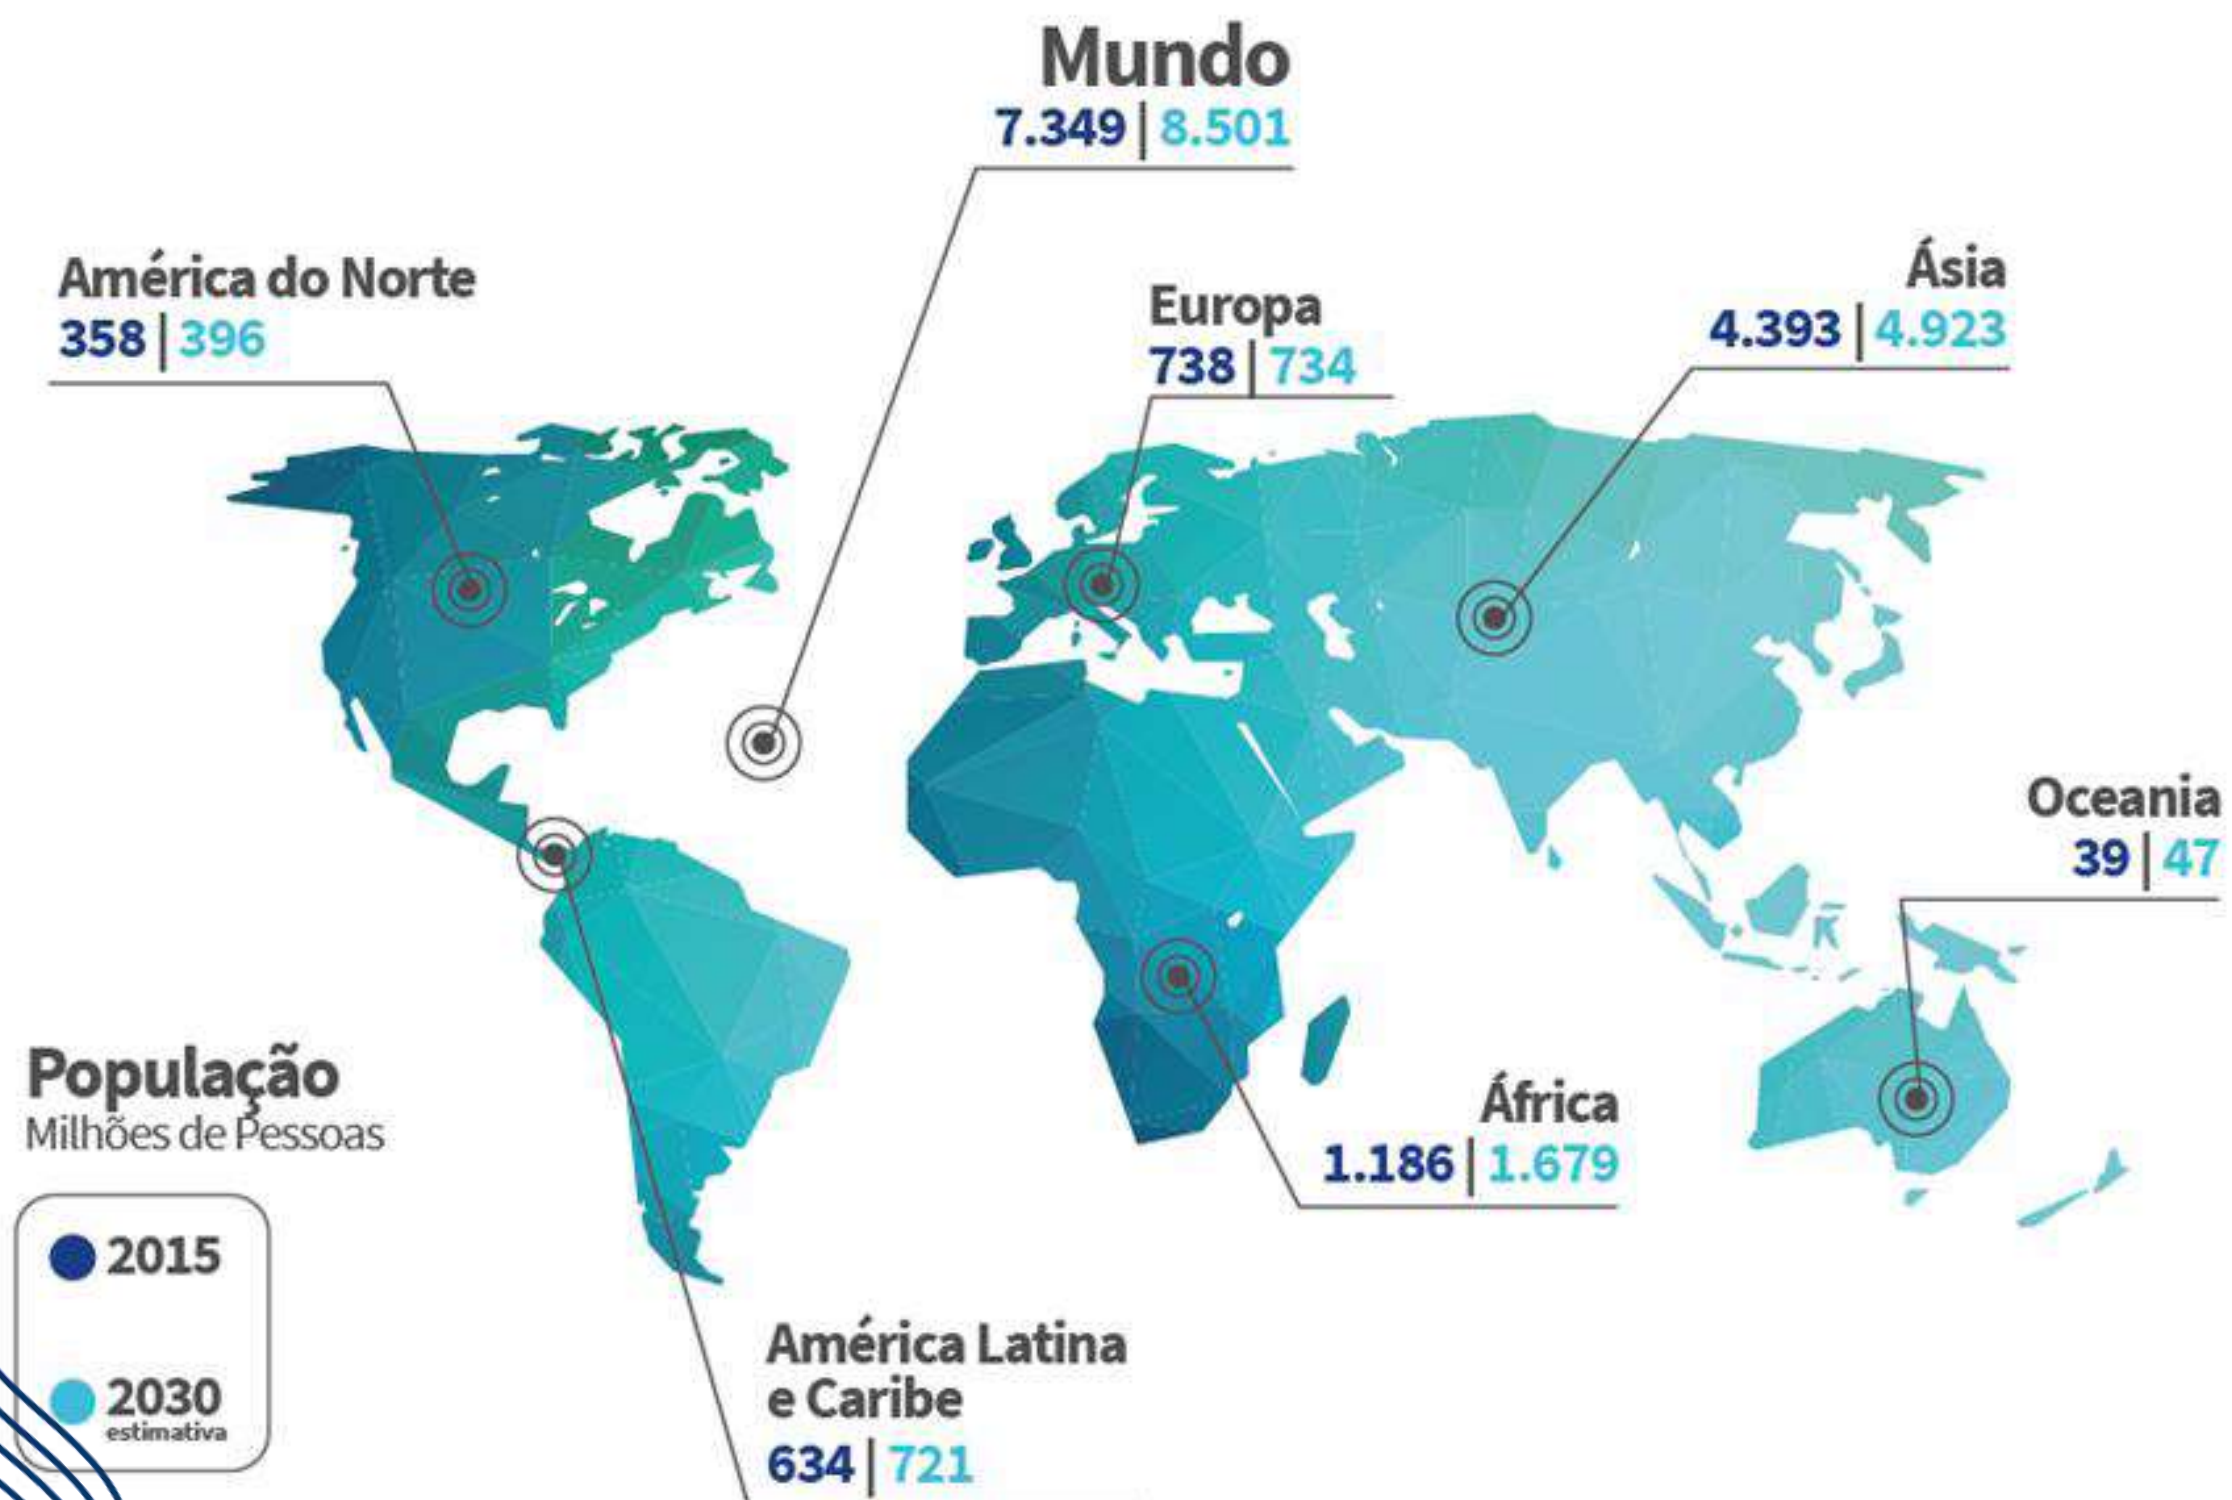 Mundo
7.349 | 8.501
América do Norte
358 | 396
Europa
738 | 734
Ásia
4.393 | 4.923
Oceania
39 | 47
África
1.186 | 1.679
América Latina
e Caribe
634 | 721
População
Milhões de Pessoas
2015
2030
estimativa